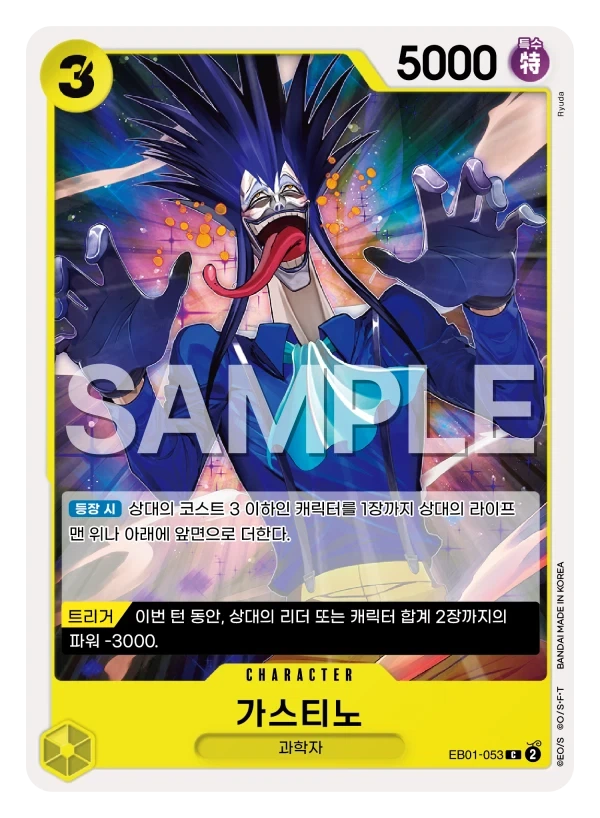 3
5000
특수
特
Ryuda
SAMPLE
등장 시 상대의 코스트 3 이하인 캐릭터를 1장까지 상대의 라이프
맨 위나 아래에 앞면으로 더한다.
트리거 이번 턴 동안, 상대의 리더 또는 캐릭터 합계 2장까지의
파워 -3000.
CHARACTER
가스티노
과학자
EB01-053 C 2
©EO/S ©O/S·F·T BANDAI MADE IN KOREA